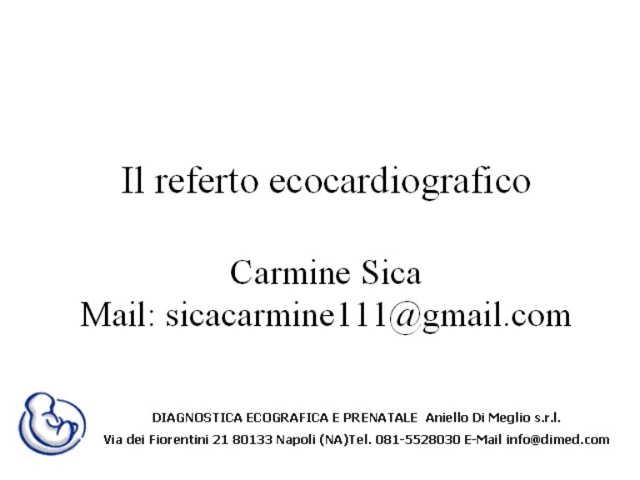 Il referto ecocardiografico
Carmine Sica
Mail: sicacarmine111@gmail.com
DIAGNOSTICA ECOGRAFICA E PRENATALE Aniello Di Meglio s.r.l.
Via dei Fiorentini 21 80133 Napoli (NA)Tel. 081-5528030 E-Mail info@dimed.com